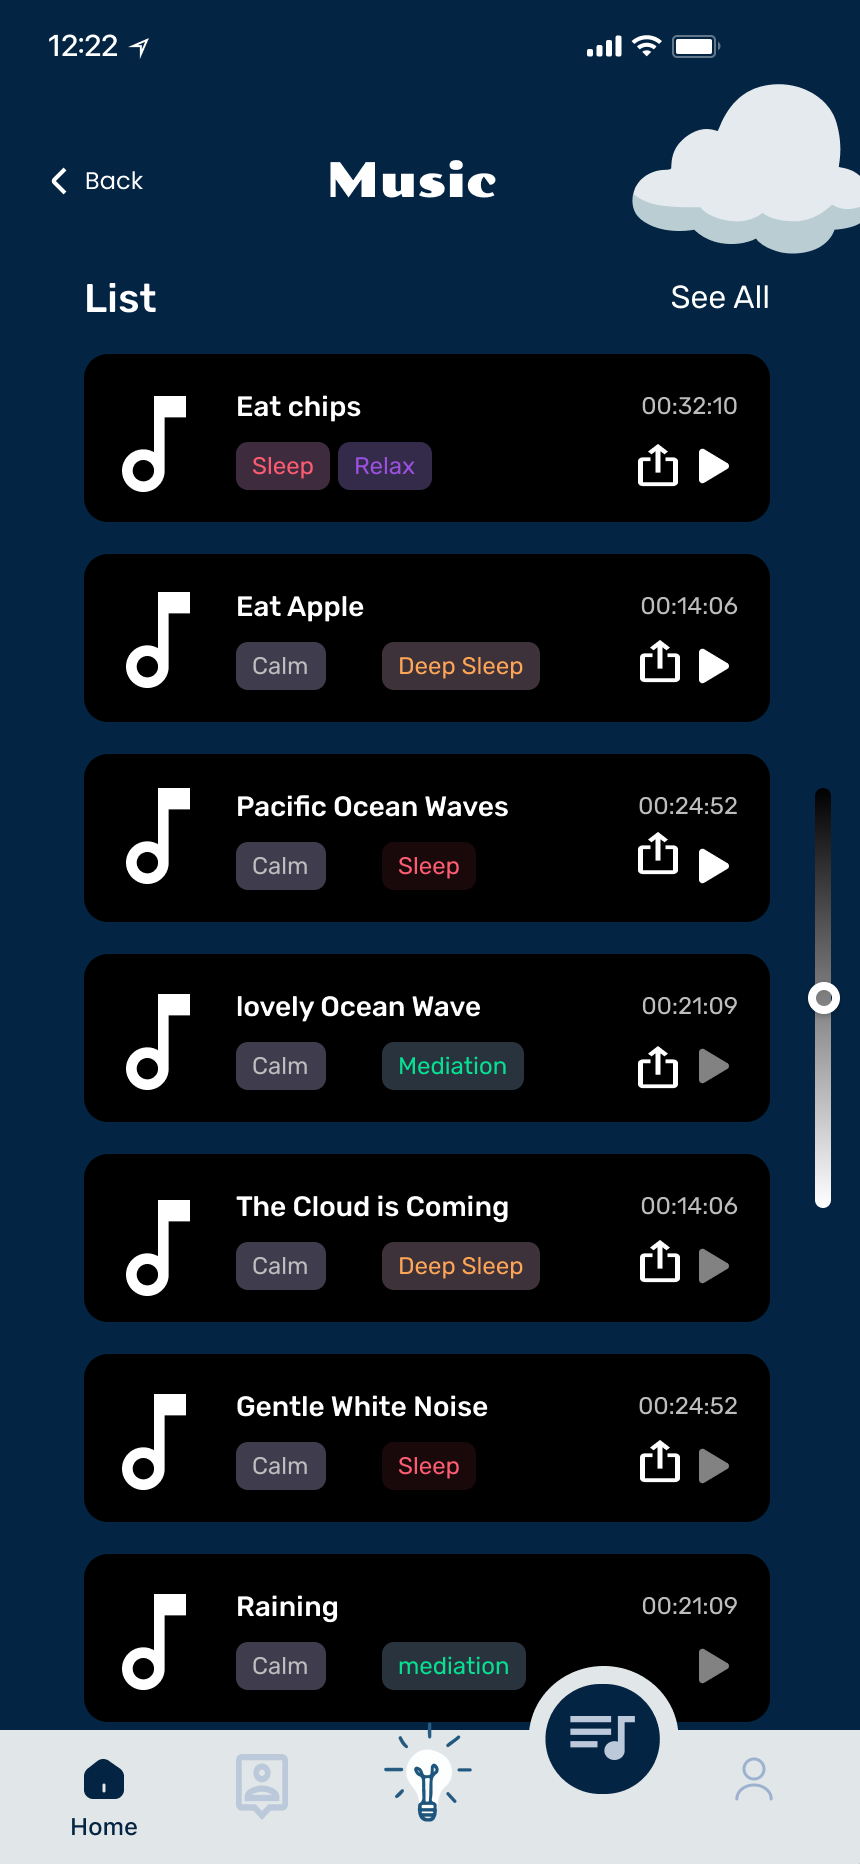 12:22
Back
Music
List
See All
Eat chips
00:32:10
Sleep
Relax
Eat Apple
00:14:06
Calm
Deep Sleep
Pacific Ocean Waves
00:24:52
Calm
Sleep
lovely Ocean Wave
00:21:09
Calm
Mediation
The Cloud is Coming
00:14:06
Calm
Deep Sleep
Gentle White Noise
00:24:52
Calm
Sleep
Raining
00:21:09
Calm
mediation
Home